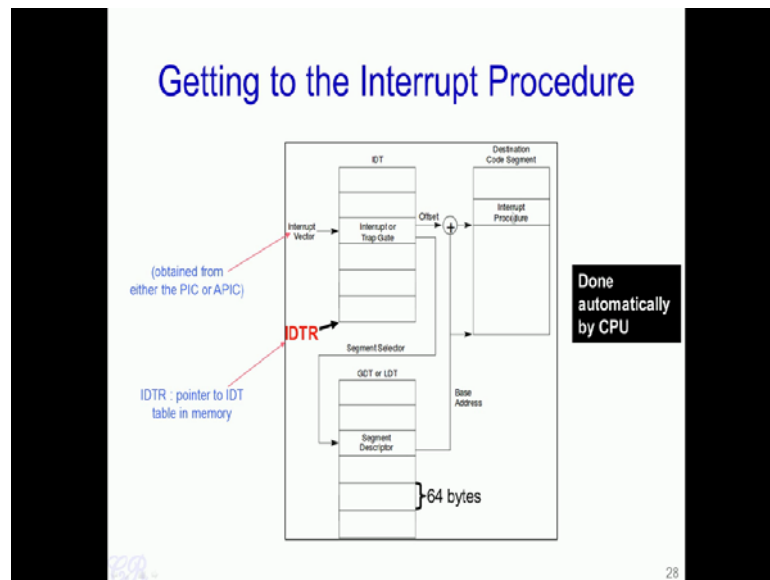 Getting to the Interrupt Procedure
IDT
Destination
Code Segment
Interrupt
Vector
Interrupt or
Trap Gate
Offset
+
Interrupt
Procedure
(obtained from
either the PIC or APIC)
IDTR
Done
automatically
by CPU
Segment Selector
GDT or LDT
IDTR : pointer to IDT
table in memory
Base
Address
Segment
Descriptor
64 bytes
28